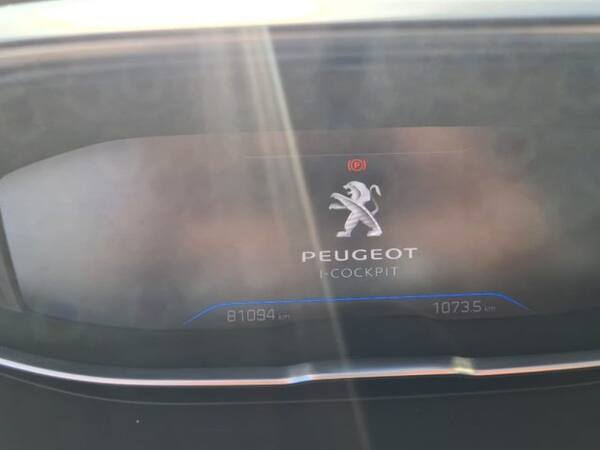 P
PEUGEOT
i-COCKPIT
81094 km 1073.5 km